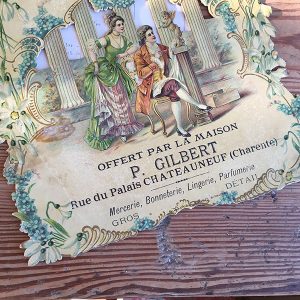 OFFERT PAR LA MAISON
P. GILBERT
Rue du Palais CHATEAUNEUF (Charente)
Mercerie, Bonneterie, Lingerie, Parfumerie
GROS DÉTAIL